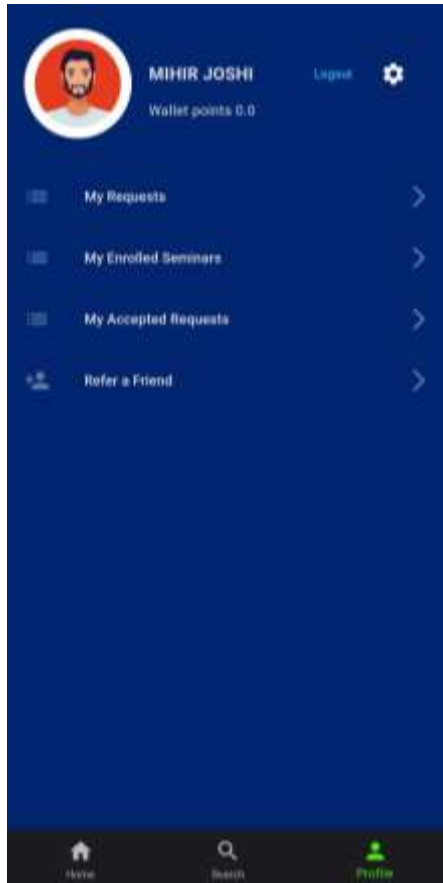 MIHIR JOSHI
Logout
Wallet points 0.0
My Requests
My Enrolled Seminars
My Accepted Requests
Refer a Friend
Home
Search
Profile